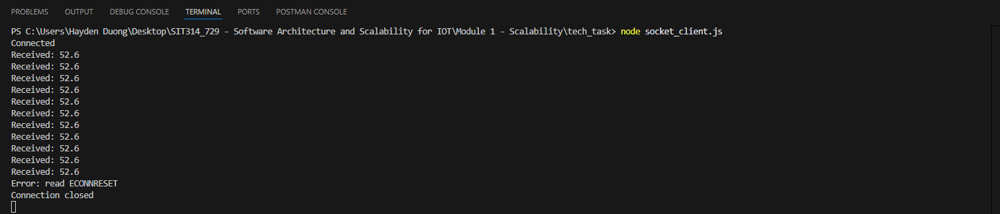 PROBLEMS OUTPUT DEBUG CONSOLE TERMINAL PORTS POSTMAN CONSOLE
PS C:\Users\Hayden Duong\Desktop\SIT314_729 - Software Architecture and Scalability for IOT\Module 1 - Scalability\tech_task> node socket_client.js
Connected
Received: 52.6
Received: 52.6
Received: 52.6
Received: 52.6
Received: 52.6
Received: 52.6
Received: 52.6
Received: 52.6
Received: 52.6
Received: 52.6
Received: 52.6
Error: read ECONNRESET
Connection closed